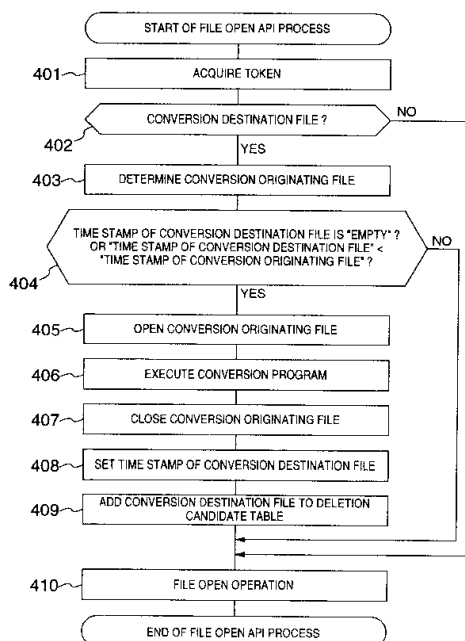 START OF FILE OPEN API PROCESS
401
ACQUIRE TOKEN
402
CONVERSION DESTINATION FILE ?
NO
YES
403
DETERMINE CONVERSION ORIGINATING FILE
404
TIME STAMP OF CONVERSION DESTINATION FILE IS "EMPTY" ?
OR "TIME STAMP OF CONVERSION DESTINATION FILE" <
"TIME STAMP OF CONVERSION ORIGINATING FILE" ?
NO
YES
405
OPEN CONVERSION ORIGINATING FILE
406
EXECUTE CONVERSION PROGRAM
407
CLOSE CONVERSION ORIGINATING FILE
408
SET TIME STAMP OF CONVERSION DESTINATION FILE
409
ADD CONVERSION DESTINATION FILE TO DELETION
CANDIDATE TABLE
410
FILE OPEN OPERATION
END OF FILE OPEN API PROCESS